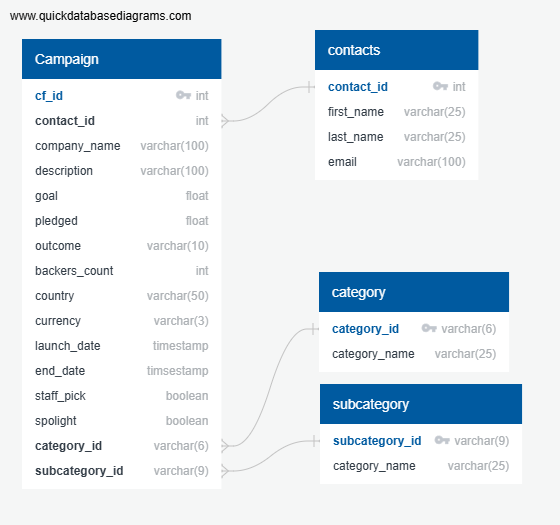 www.quickdatabasediagrams.com
Campaign
cf_id int
contact_id int
company_name varchar(100)
description varchar(100)
goal float
pledged float
outcome varchar(10)
backers_count int
country varchar(50)
currency varchar(3)
launch_date timestamp
end_date timsestamp
staff_pick boolean
spolight boolean
category_id varchar(6)
subcategory_id varchar(9)
contacts
contact_id int
first_name varchar(25)
last_name varchar(25)
email varchar(100)
category
category_id varchar(6)
category_name varchar(25)
subcategory
subcategory_id varchar(9)
category_name varchar(25)